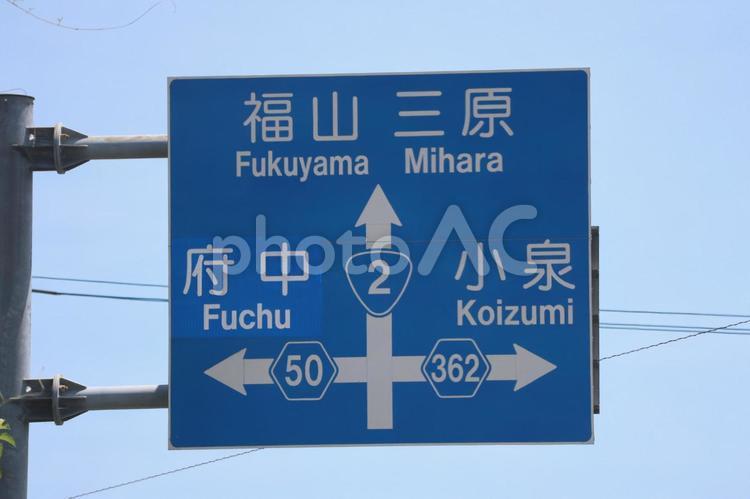 福山 三原
Fukuyama Mihara
photoAC
府中 小泉
2
Fuchu Koizumi
50 362